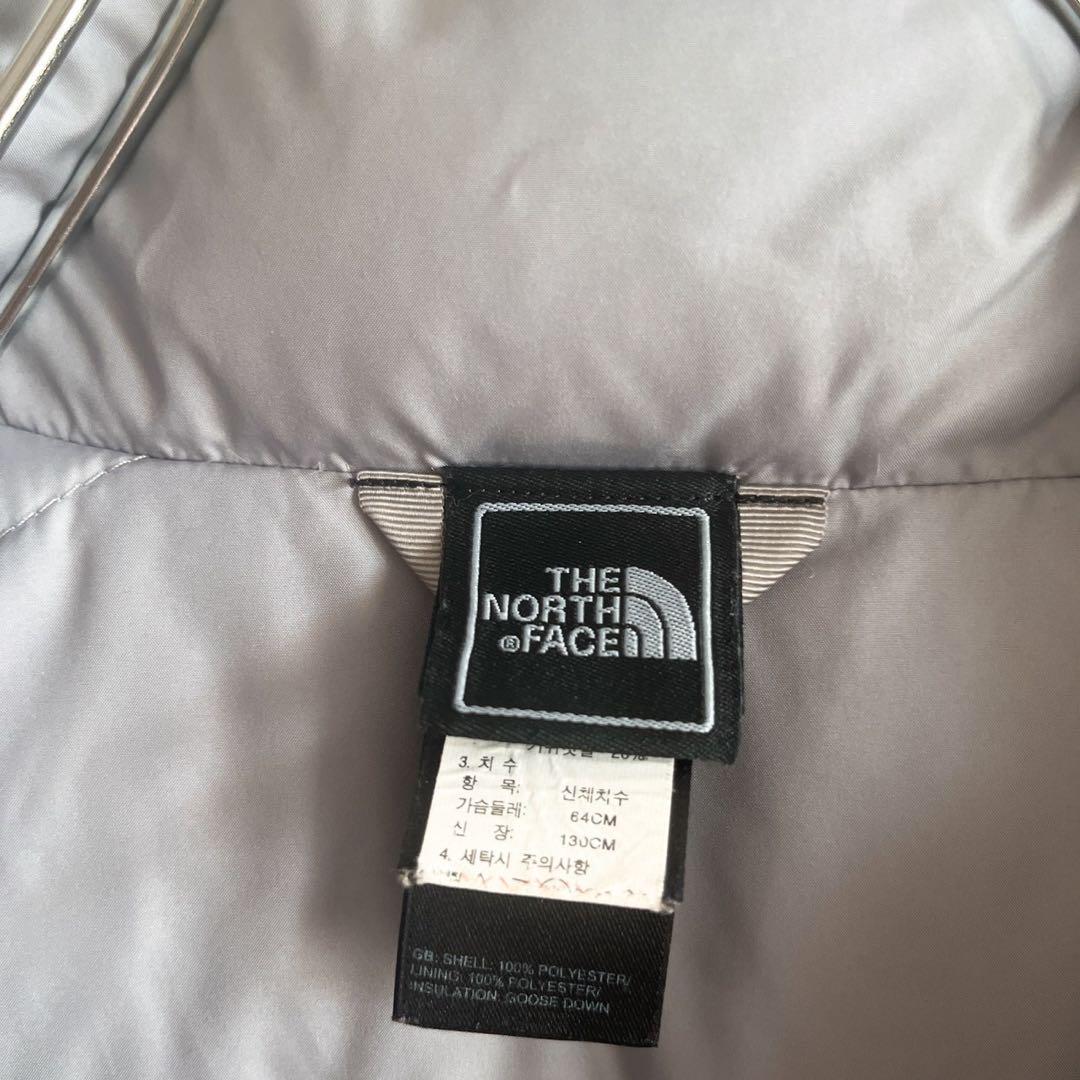 THE
NORTH
®FACE
3. 치 수
항 목: 신체치수
가슴둘레: 64CM
신 장: 130CM
4. 세탁시 주의사항
GB: SHELL: 100% POLYESTER/
LINING: 100% POLYESTER/
INSULATION: GOOSE DOWN